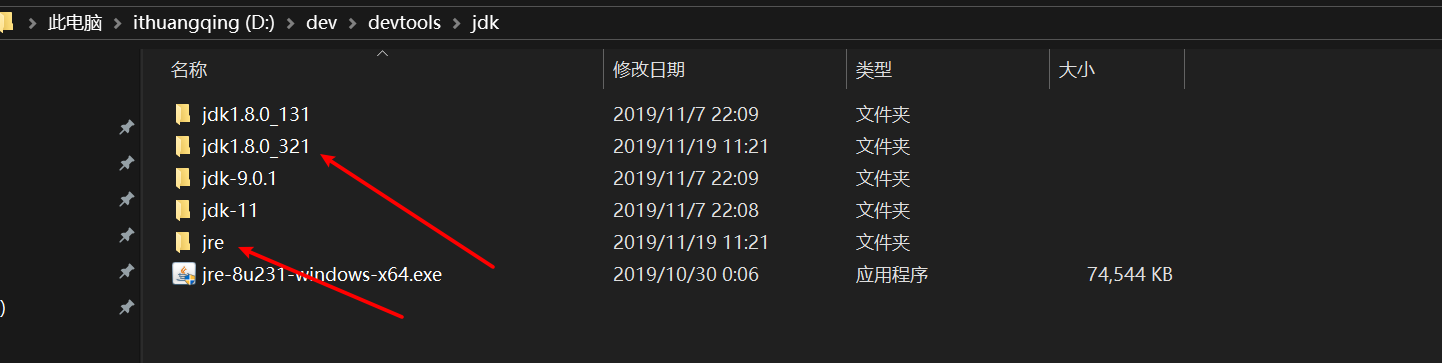 此电脑 > ithuangqing (D:) > dev > devtools > jdk
名称 修改日期 类型 大小
jdk1.8.0_131 2019/11/7 22:09 文件夹
jdk1.8.0_321 2019/11/19 11:21 文件夹
jdk-9.0.1 2019/11/7 22:09 文件夹
jdk-11 2019/11/7 22:08 文件夹
jre 2019/11/19 11:21 文件夹
jre-8u231-windows-x64.exe 2019/10/30 0:06 应用程序 74,544 KB
)